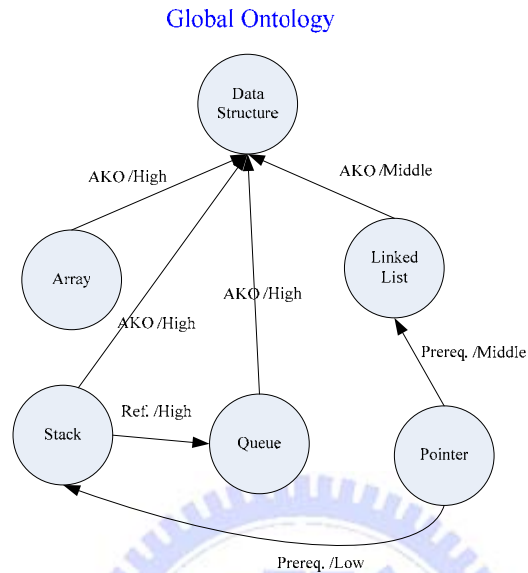 Global Ontology
Data
Structure
AKO /High
AKO /Middle
Array
Linked
List
AKO /High
AKO /High
Prereq. /Middle
Ref. /High
Stack
Queue
Pointer
Prereq. /Low